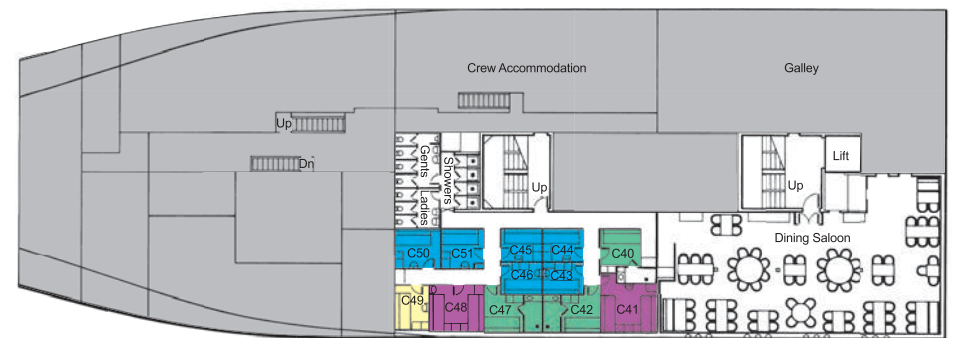 Crew Accommodation
Galley
Up
Dn
Gents
Showers
Ladies
Up
Lift
Up
Dining Saloon
C50
C51
C45
C44
C40
C46
C43
C49
C48
C47
C42
C41